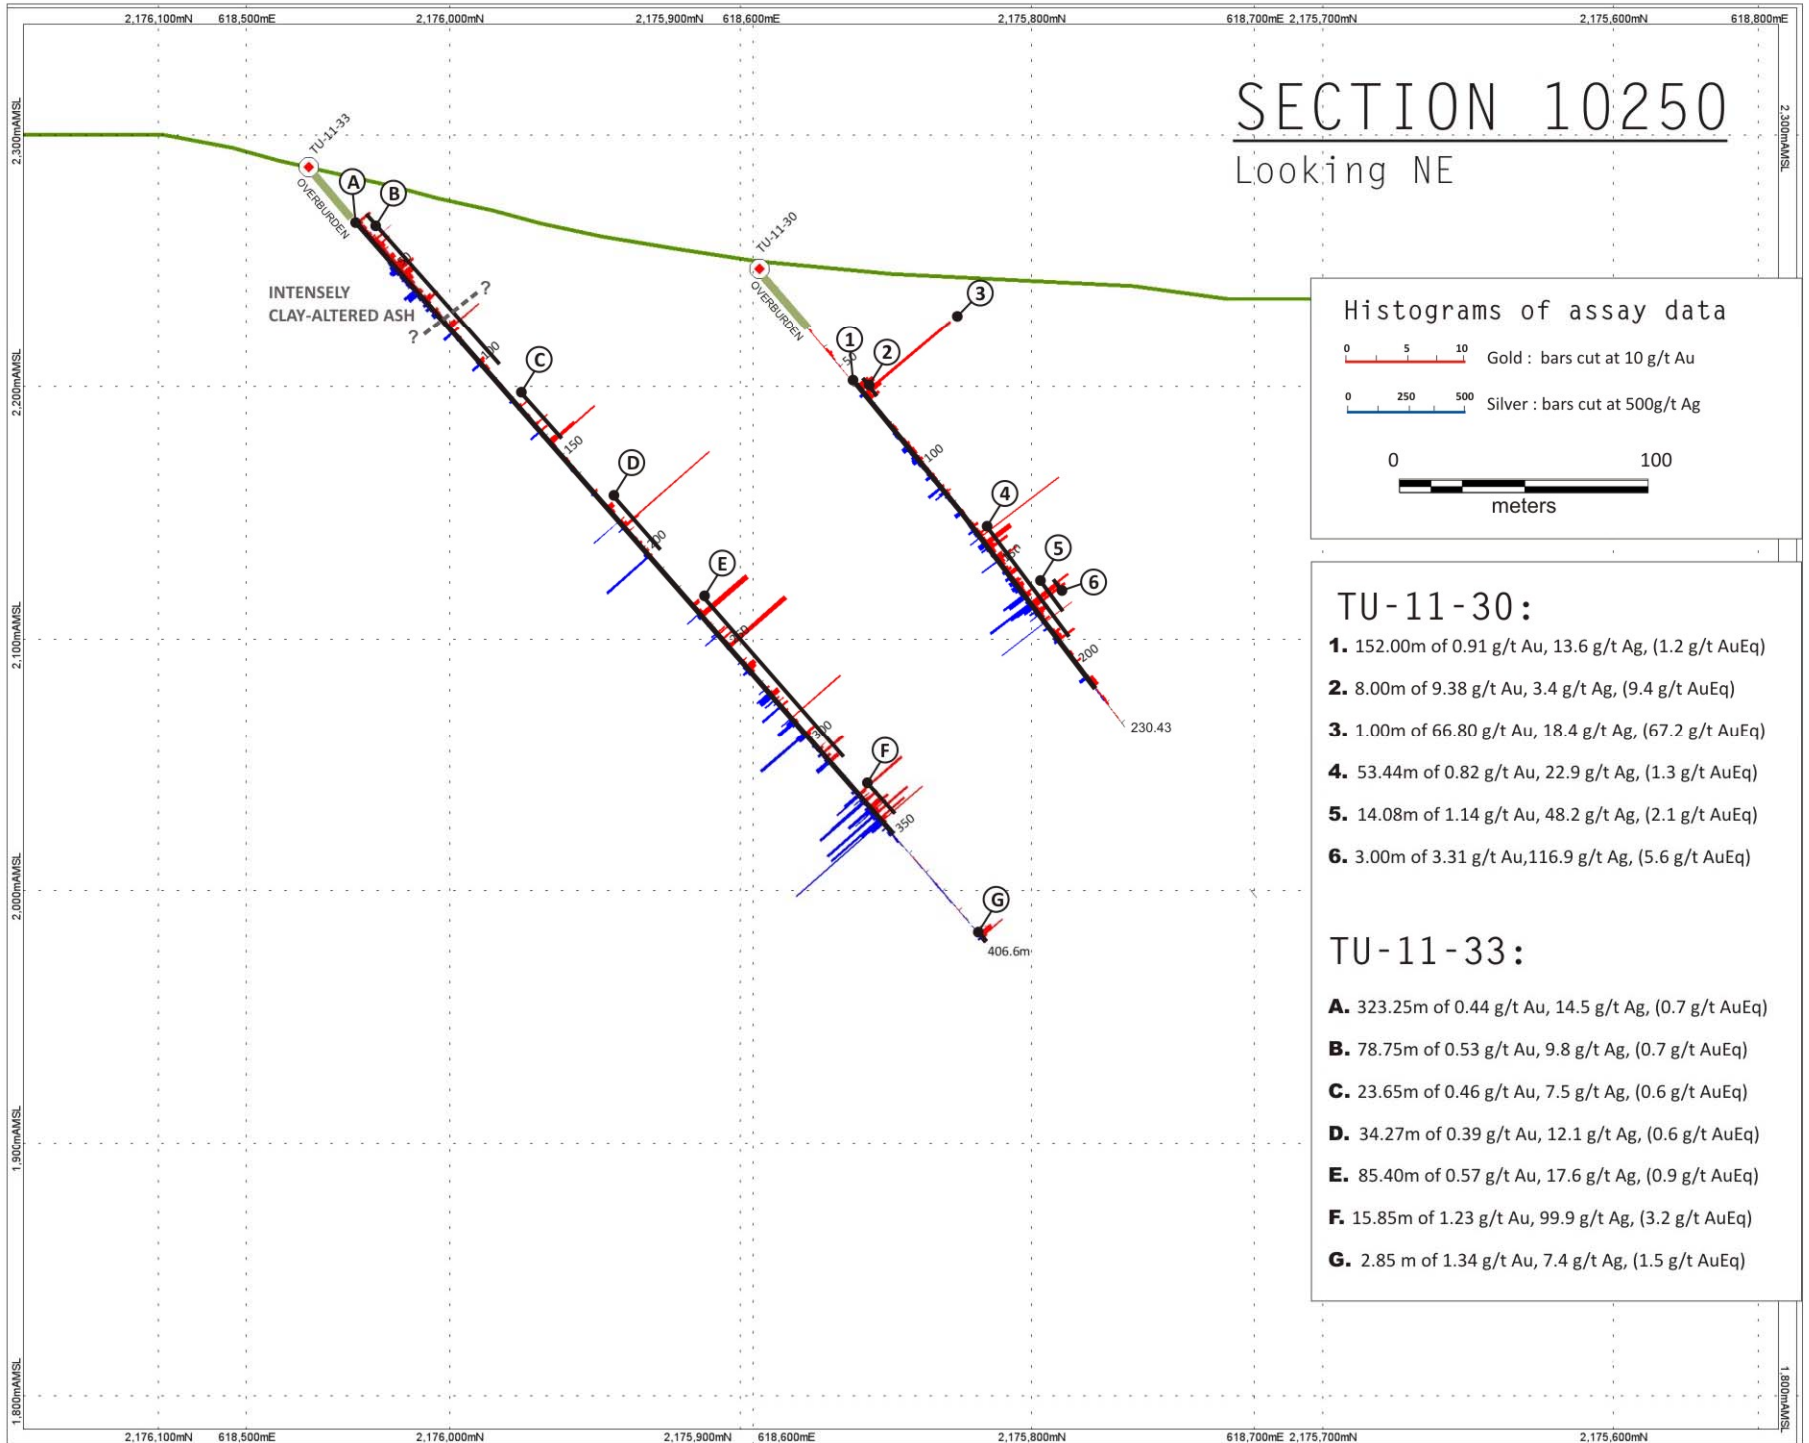 2,176,100mN 618,500mE 2,176,000mN 2,175,900mN 618,600mE 2,175,800mN 618,700mE 2,175,700mN 2,175,600mN 618,800mE
SECTION 10250
Looking NE
2,300mAMSL
2,300mAMSL
TU-11-33
A
B
OVERBURDEN
INTENSELY
CLAY-ALTERED ASH
?
?
100
C
150
D
200
E
300
F
350
G
406.6m
TU-11-30
OVERBURDEN
50
1
2
3
100
4
5
6
200
230.43
2,200mAMSL
2,100mAMSL
2,000mAMSL
1,900mAMSL
1,800mAMSL
1,800mAMSL
Histograms of assay data
0 5 10
Gold : bars cut at 10 g/t Au
0 250 500
Silver : bars cut at 500g/t Ag
0 100
meters
TU-11-30:
1. 152.00m of 0.91 g/t Au, 13.6 g/t Ag, (1.2 g/t AuEq)
2. 8.00m of 9.38 g/t Au, 3.4 g/t Ag, (9.4 g/t AuEq)
3. 1.00m of 66.80 g/t Au, 18.4 g/t Ag, (67.2 g/t AuEq)
4. 53.44m of 0.82 g/t Au, 22.9 g/t Ag, (1.3 g/t AuEq)
5. 14.08m of 1.14 g/t Au, 48.2 g/t Ag, (2.1 g/t AuEq)
6. 3.00m of 3.31 g/t Au,116.9 g/t Ag, (5.6 g/t AuEq)
TU-11-33:
A. 323.25m of 0.44 g/t Au, 14.5 g/t Ag, (0.7 g/t AuEq)
B. 78.75m of 0.53 g/t Au, 9.8 g/t Ag, (0.7 g/t AuEq)
C. 23.65m of 0.46 g/t Au, 7.5 g/t Ag, (0.6 g/t AuEq)
D. 34.27m of 0.39 g/t Au, 12.1 g/t Ag, (0.6 g/t AuEq)
E. 85.40m of 0.57 g/t Au, 17.6 g/t Ag, (0.9 g/t AuEq)
F. 15.85m of 1.23 g/t Au, 99.9 g/t Ag, (3.2 g/t AuEq)
G. 2.85 m of 1.34 g/t Au, 7.4 g/t Ag, (1.5 g/t AuEq)
2,176,100mN 618,500mE 2,176,000mN 2,175,900mN 618,600mE 2,175,800mN 618,700mE 2,175,700mN 2,175,600mN